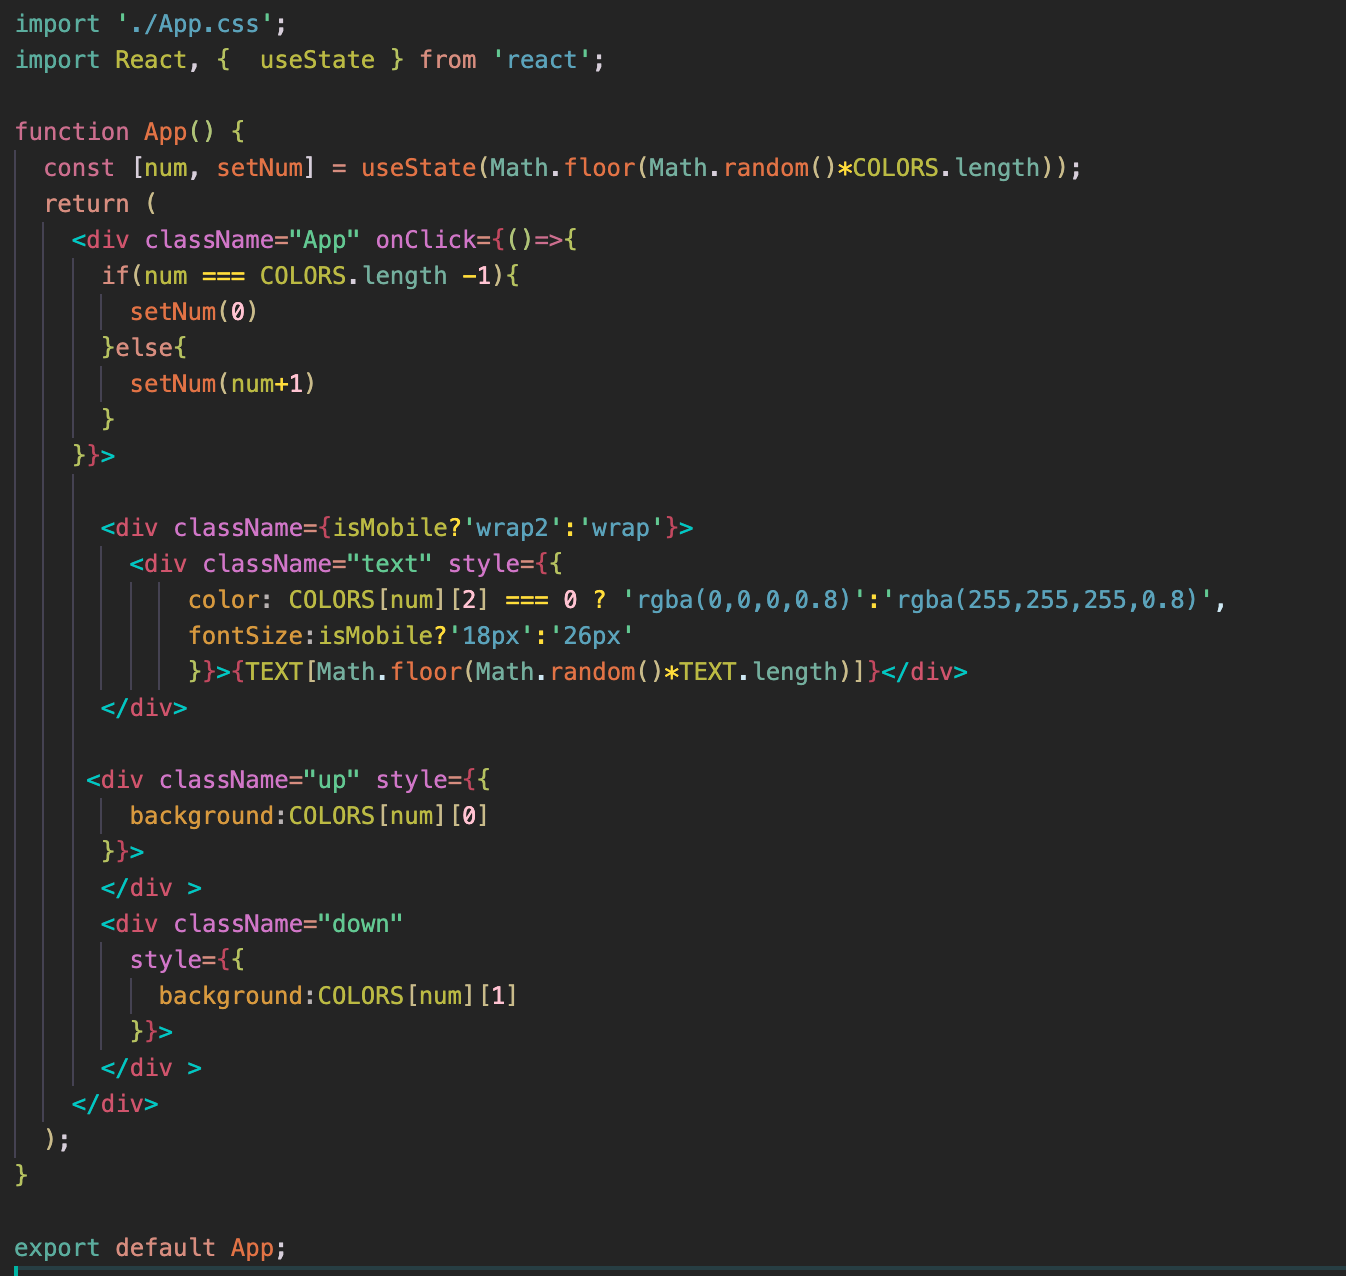 import './App.css';
import React, {  useState } from 'react';

function App() {
  const [num, setNum] = useState(Math.floor(Math.random()*COLORS.length));
  return (
    <div className="App" onClick={()=>{
      if(num === COLORS.length -1){
        setNum(0)
      }else{
        setNum(num+1)
      }
    }}>

      <div className={isMobile?'wrap2':'wrap'}>
        <div className="text" style={{
            color: COLORS[num][2] === 0 ? 'rgba(0,0,0,0.8)':'rgba(255,255,255,0.8)',
            fontSize:isMobile?'18px':'26px'
            }}>{TEXT[Math.floor(Math.random()*TEXT.length)]}</div>
      </div>

     <div className="up" style={{
        background:COLORS[num][0]
      }}>
      </div >
      <div className="down"
        style={{
          background:COLORS[num][1]
        }}>
      </div >
    </div>
  );
}

export default App;